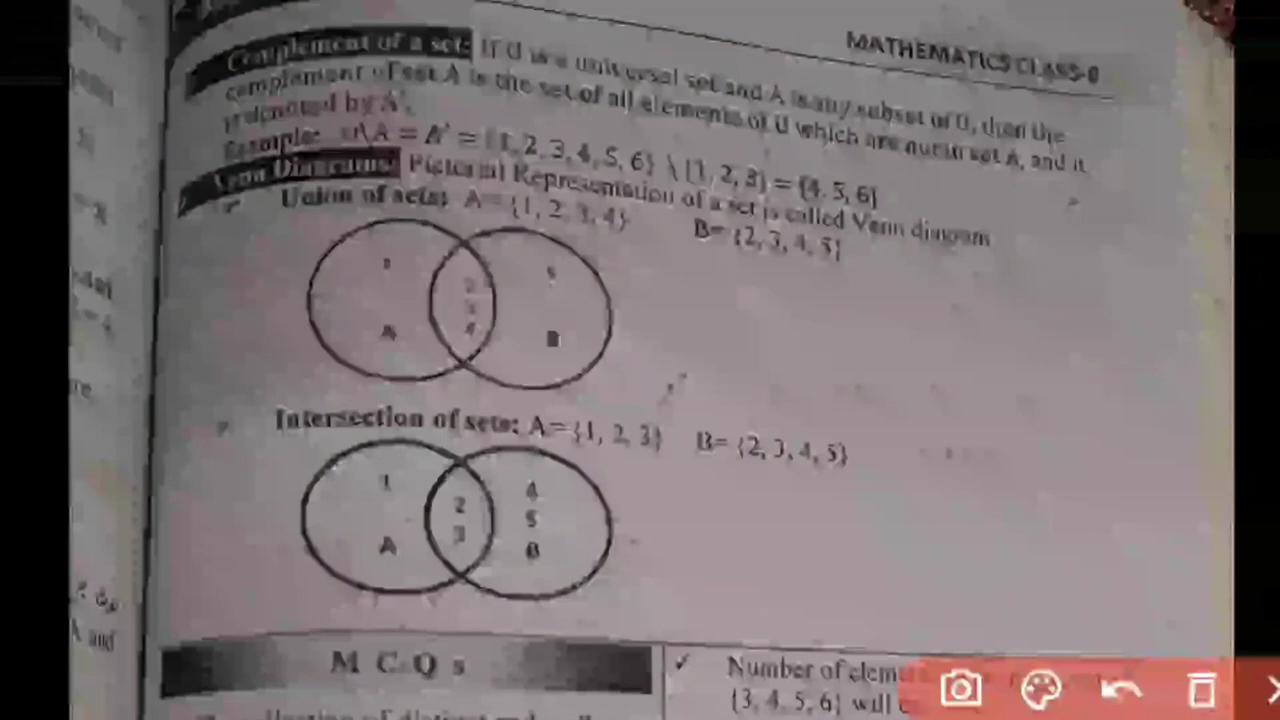 MATHEMATICS CLASS-8
Complement of a set: If U is a universal set and A is any subset of U, then the
complement of set A is the set of all elements of U which are not in set A, and it
is denoted by A'.
Example: U\A = A' = {1, 2, 3, 4, 5, 6} \ {1, 2, 3} = {4, 5, 6}
Venn Diagrams: Pictorial Representation of a set is called Venn diagram
Union of sets: A={1, 2, 3, 4} B= {2, 3, 4, 5}
1 2 5
3
A 4 B
Intersection of sets: A={1, 2, 3} B= {2, 3, 4, 5}
1 2 4
3 5
A B
M C Q s
✓ Number of
{3, 4, 5, 6} will